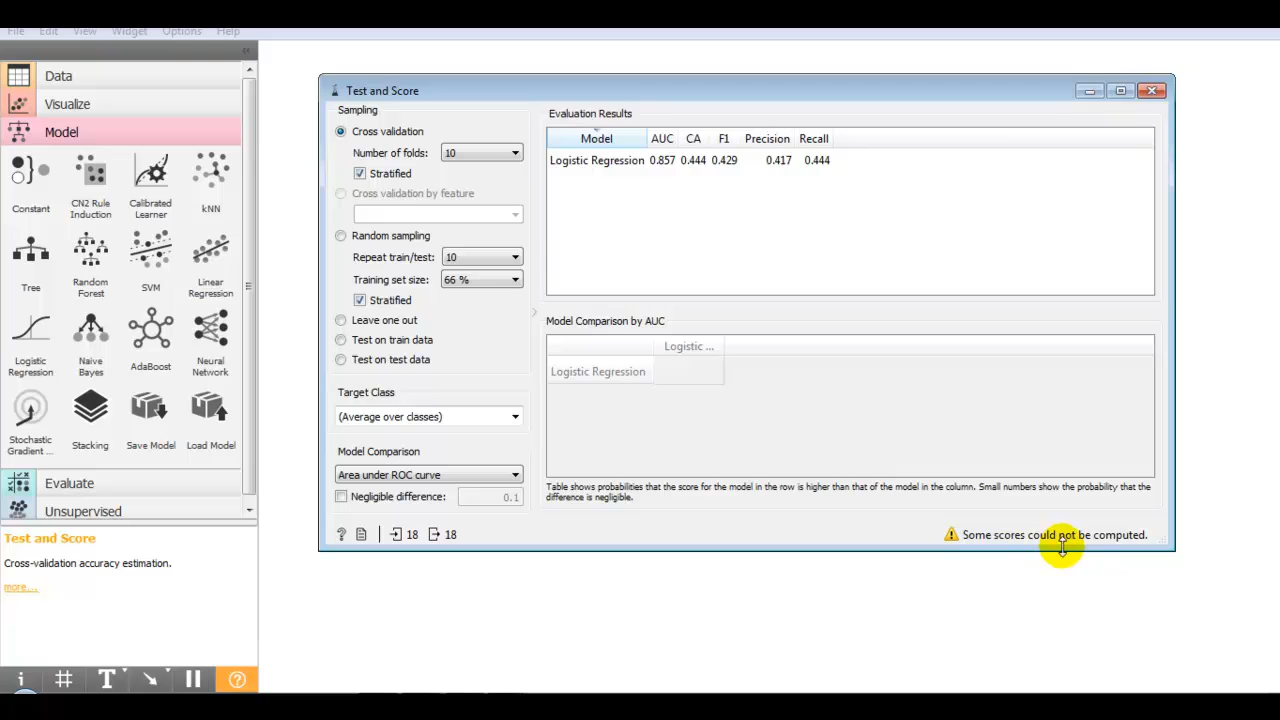 File Edit View Widget Options Help
Data
Visualize
Model
Constant
CN2 Rule
Induction
Calibrated
Learner
kNN
Tree
Random
Forest
SVM
Linear
Regression
Logistic
Regression
Naive
Bayes
AdaBoost
Neural
Network
Stochastic
Gradient ...
Stacking
Save Model
Load Model
Evaluate
Unsupervised
Test and Score
Cross-validation accuracy estimation.
more...
Test and Score
Sampling
Cross validation
Number of folds: 10
Stratified
Cross validation by feature
Random sampling
Repeat train/test: 10
Training set size: 66 %
Stratified
Leave one out
Test on train data
Test on test data
Target Class
(Average over classes)
Model Comparison
Area under ROC curve
Negligible difference: 0.1
? 18 18
Evaluation Results
Model AUC CA F1 Precision Recall
Logistic Regression 0.857 0.444 0.429 0.417 0.444
Model Comparison by AUC
Logistic ...
Logistic Regression
Table shows probabilities that the score for the model in the row is higher than that of the model in the column. Small numbers show the probability that the
difference is negligible.
Some scores could not be computed.